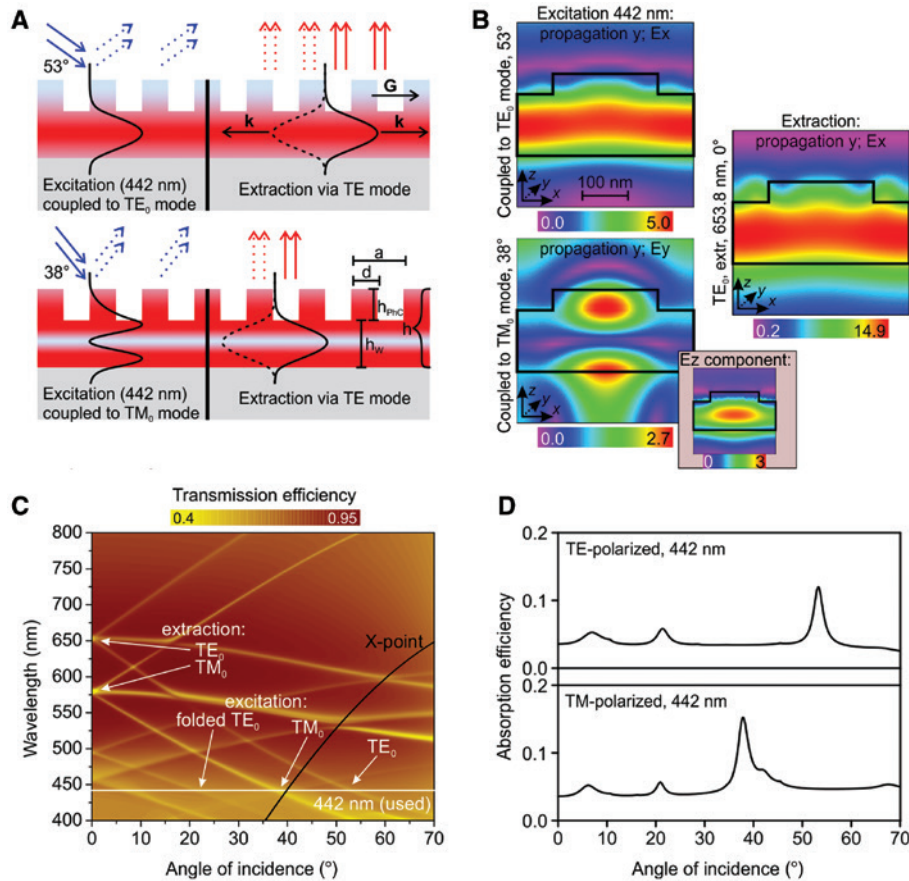 A
53°
G
k
k
Excitation (442 nm)
coupled to TE0 mode
Extraction via TE mode
38°
a
d
hPhC
h
hW
Excitation (442 nm)
coupled to TM0 mode
Extraction via TE mode
B
Excitation 442 nm:
propagation y; Ex
Coupled to TE0 mode, 53°
z
y
x
100 nm
0.0 5.0
propagation y; Ey
Coupled to TM0 mode, 38°
z
y
x
0.0 2.7
Extraction:
propagation y; Ex
TE0, extr, 653.8 nm, 0°
z
y
x
0.2 14.9
Ez component:
0 3
C
Transmission efficiency
0.4 0.95
800
750
700
650
600
550
500
450
400
Wavelength (nm)
extraction:
TE0
TM0
X-point
excitation:
folded TE0
TM0
TE0
442 nm (used)
0 10 20 30 40 50 60 70
Angle of incidence (°)
D
0.2
TE-polarized, 442 nm
0.1
0.0
0.2
TM-polarized, 442 nm
0.1
0.0
Absorption efficiency
0 10 20 30 40 50 60 70
Angle of incidence (°)